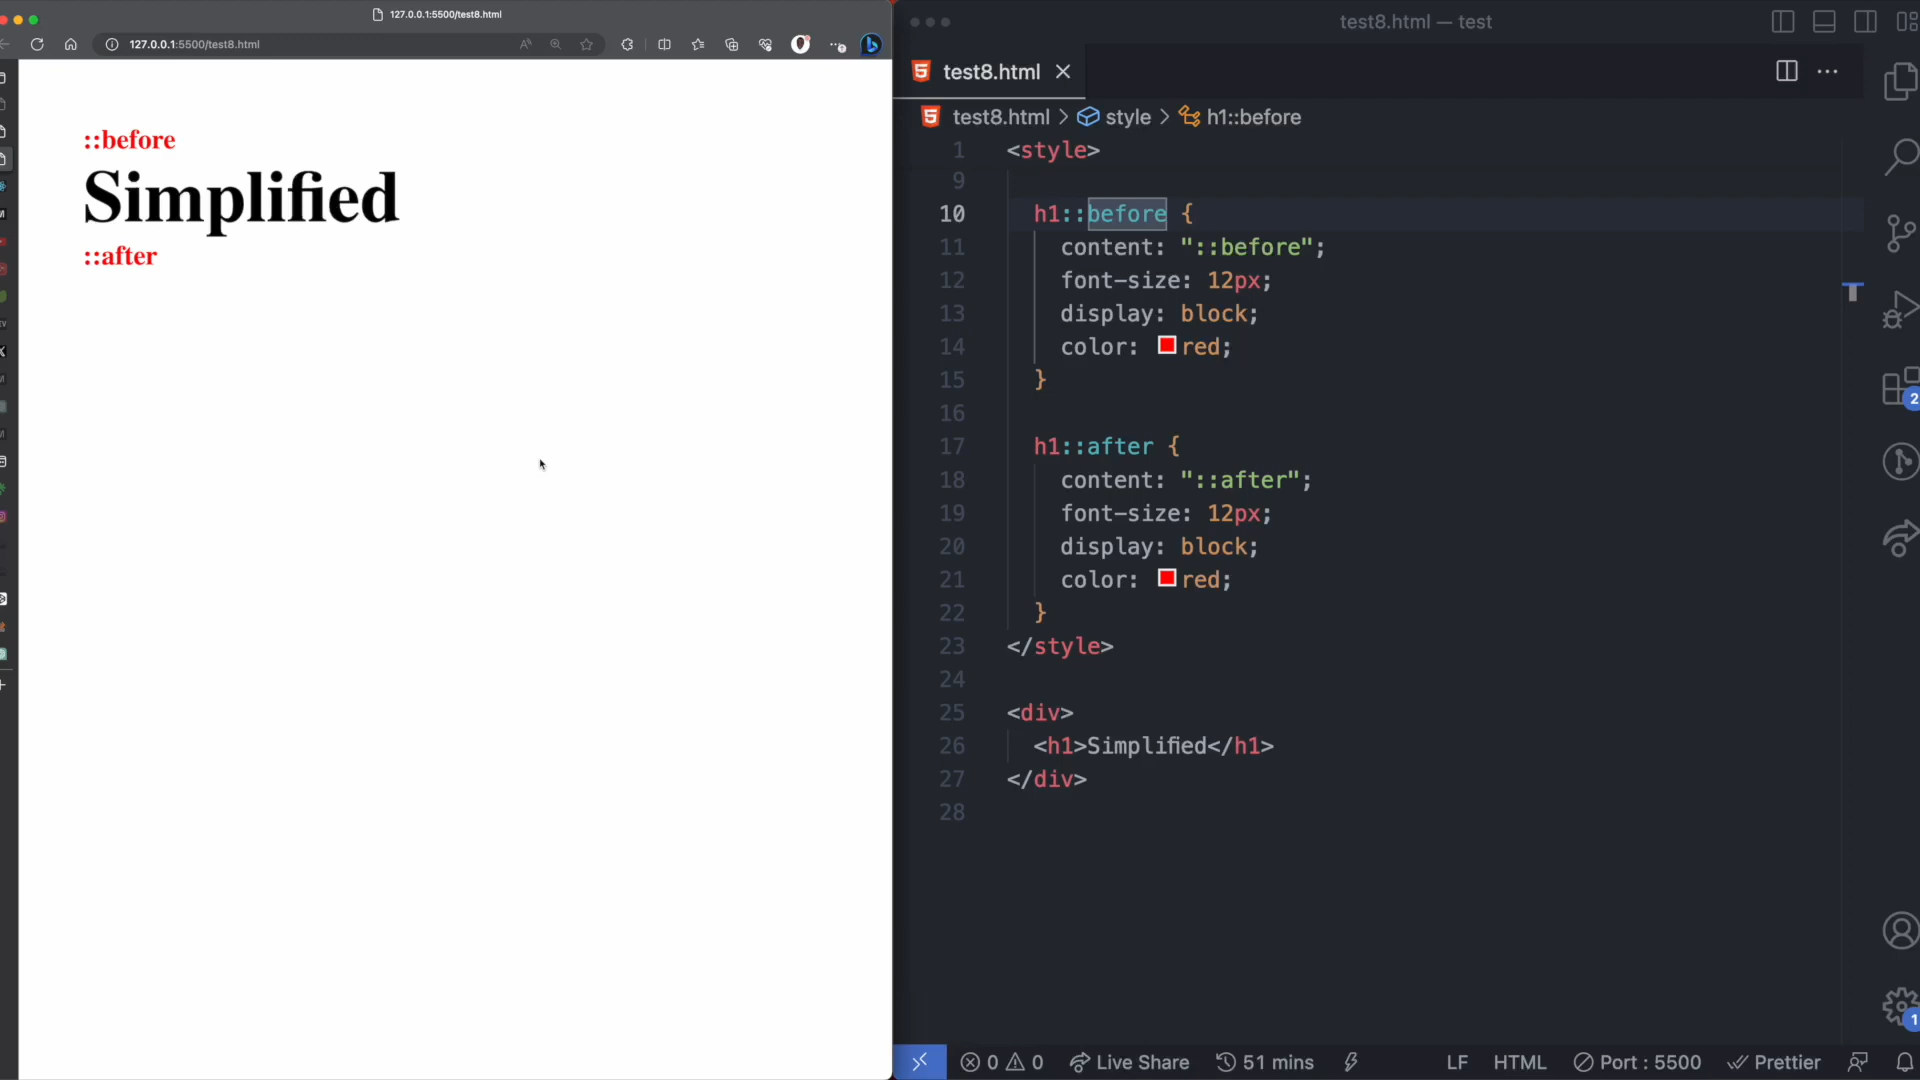 127.0.0.1:5500/test8.html
127.0.0.1:5500/test8.html
::before
Simplified
::after
test8.html — test
test8.html
test8.html > style > h1::before
1 <style>
9
10 h1::before {
11 content: "::before";
12 font-size: 12px;
13 display: block;
14 color: red;
15 }
16
17 h1::after {
18 content: "::after";
19 font-size: 12px;
20 display: block;
21 color: red;
22 }
23 </style>
24
25 <div>
26 <h1>Simplified</h1>
27 </div>
28
2
1
0 0 Live Share 51 mins LF HTML Port : 5500 Prettier